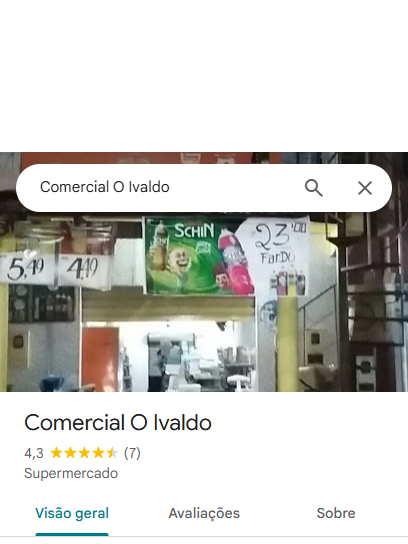 Comercial O Ivaldo
SCHIN
23,00
FarDo
5,49
4,49
Comercial O Ivaldo
4,3 (7)
Supermercado
Visão geral Avaliações Sobre